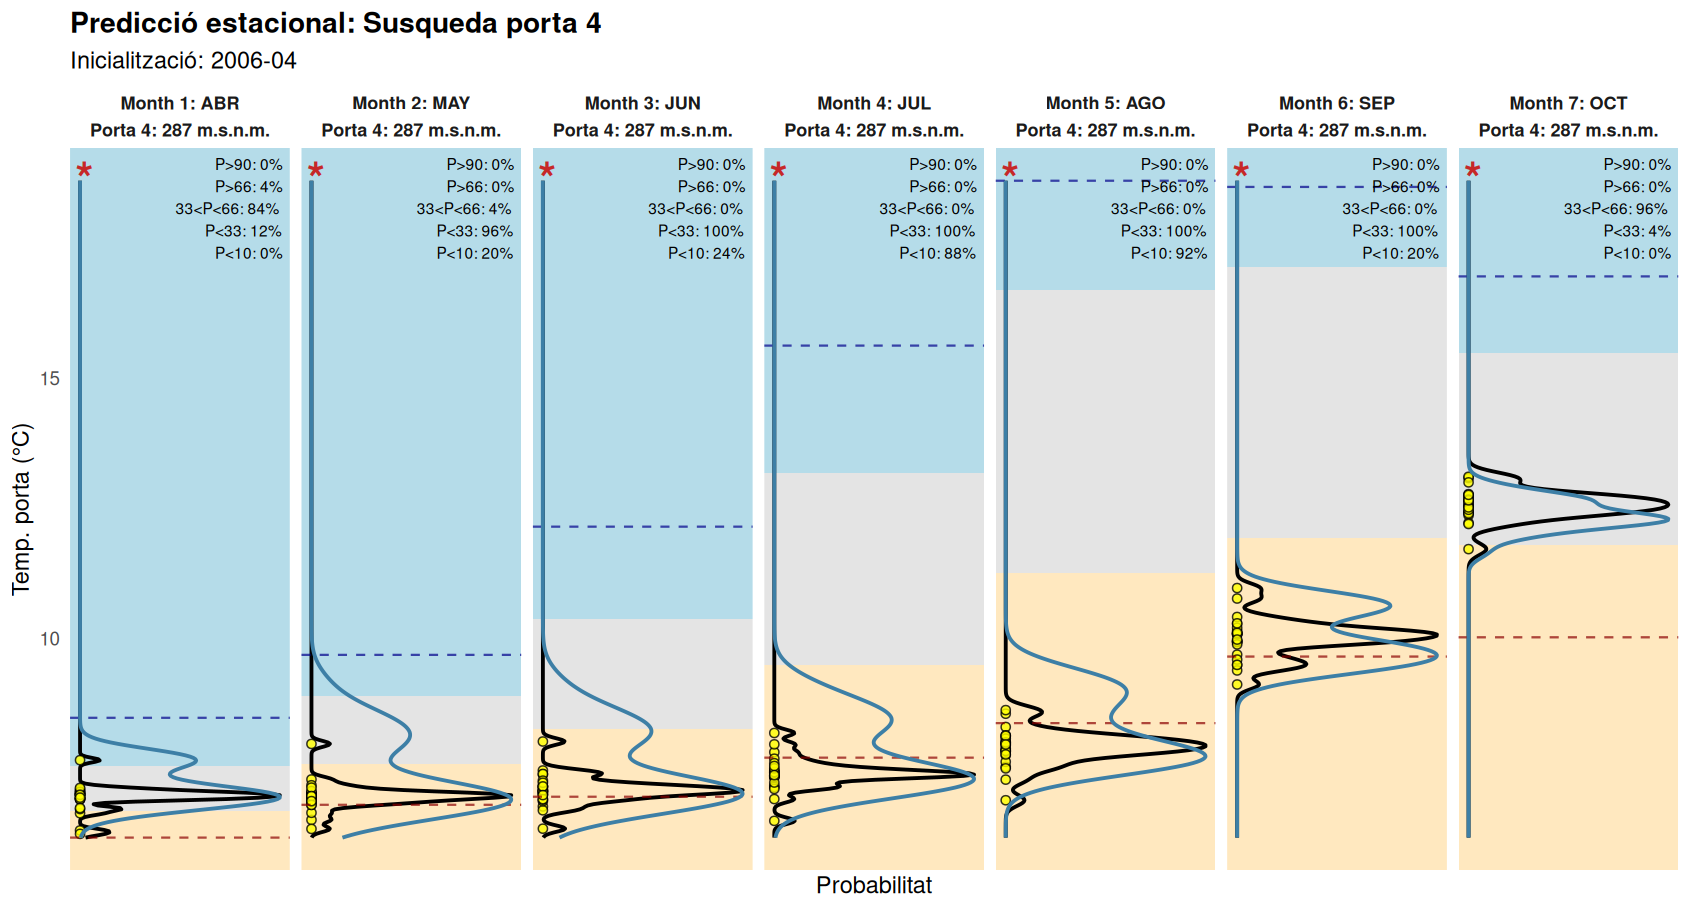 Predicció estacional: Susqueda porta 4
Inicialització: 2006-04
Month 1: ABR
Porta 4: 287 m.s.n.m.
Month 2: MAY
Porta 4: 287 m.s.n.m.
Month 3: JUN
Porta 4: 287 m.s.n.m.
Month 4: JUL
Porta 4: 287 m.s.n.m.
Month 5: AGO
Porta 4: 287 m.s.n.m.
Month 6: SEP
Porta 4: 287 m.s.n.m.
Month 7: OCT
Porta 4: 287 m.s.n.m.
*
P>90: 0%
P>66: 4%
33<P<66: 84%
P<33: 12%
P<10: 0%
*
P>90: 0%
P>66: 0%
33<P<66: 4%
P<33: 96%
P<10: 20%
*
P>90: 0%
P>66: 0%
33<P<66: 0%
P<33: 100%
P<10: 24%
*
P>90: 0%
P>66: 0%
33<P<66: 0%
P<33: 100%
P<10: 88%
*
P>90: 0%
P>66: 0%
33<P<66: 0%
P<33: 100%
P<10: 92%
*
P>90: 0%
P>66: 0%
33<P<66: 0%
P<33: 100%
P<10: 20%
*
P>90: 0%
P>66: 0%
33<P<66: 96%
P<33: 4%
P<10: 0%
15
10
Temp. porta (°C)
Probabilitat